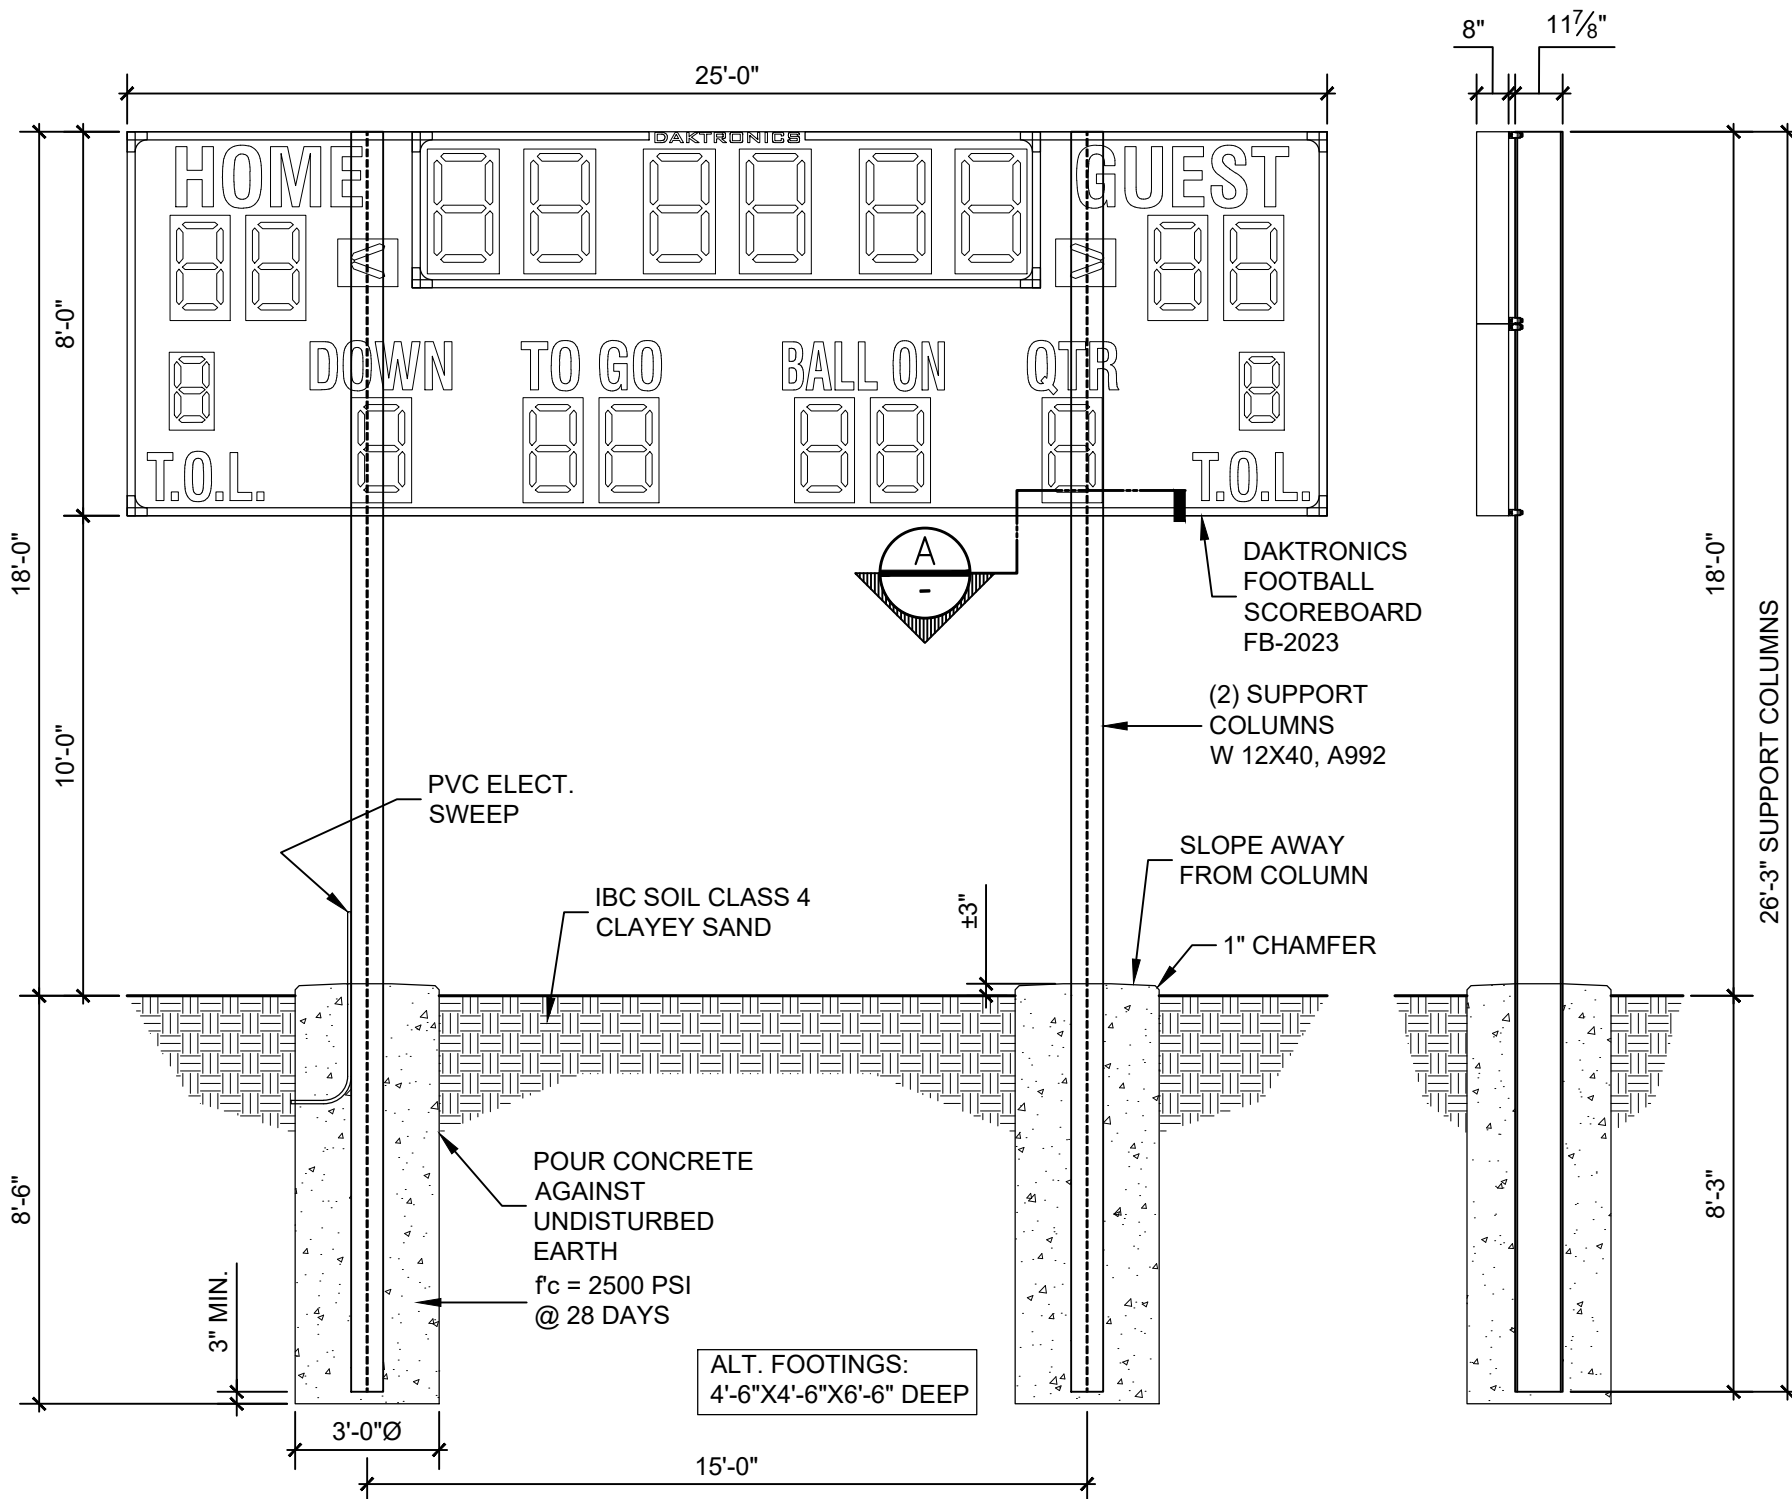 8"
11⅞"
25'-0"
DAKTRONICS
HOME
GUEST
DOWN
TO GO
BALL ON
QTR
T.O.L.
T.O.L.
8'-0"
18'-0"
10'-0"
A
-
DAKTRONICS
FOOTBALL
SCOREBOARD
FB-2023
(2) SUPPORT
COLUMNS
W 12X40, A992
18'-0"
26'-3" SUPPORT COLUMNS
PVC ELECT.
SWEEP
SLOPE AWAY
FROM COLUMN
IBC SOIL CLASS 4
CLAYEY SAND
±3"
1" CHAMFER
8'-6"
3" MIN.
POUR CONCRETE
AGAINST
UNDISTURBED
EARTH
f'c = 2500 PSI
@ 28 DAYS
8'-3"
ALT. FOOTINGS:
4'-6"X4'-6"X6'-6" DEEP
3'-0"Ø
15'-0"